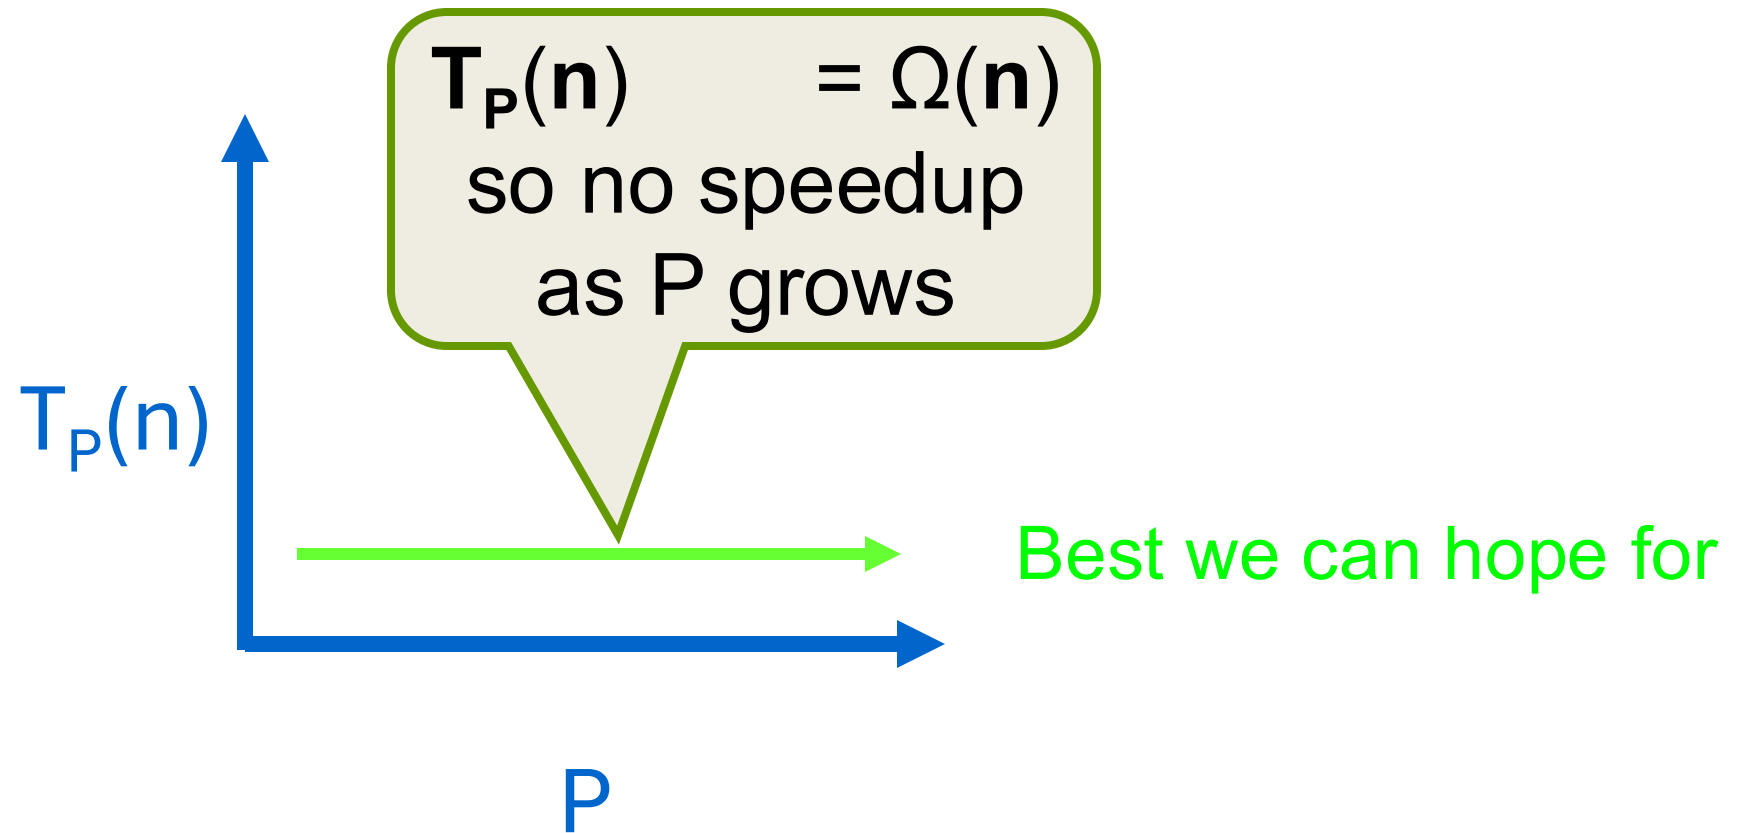 T_P(n) = Ω(n)
so no speedup
as P grows
T_P(n)
Best we can hope for
P